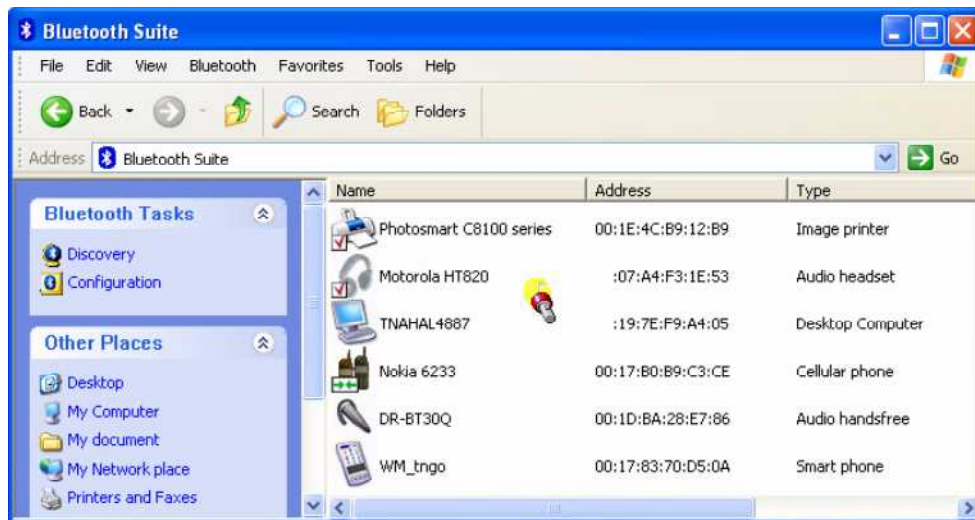 Bluetooth Suite
File Edit View Bluetooth Favorites Tools Help
Back Search Folders
Address Bluetooth Suite Go
Name Address Type
Bluetooth Tasks
Discovery
Configuration
Other Places
Desktop
My Computer
My document
My Network place
Printers and Faxes
Photosmart C8100 series 00:1E:4C:B9:12:B9 Image printer
Motorola HT820 :07:A4:F3:1E:53 Audio headset
TNAHAL4887 :19:7E:F9:A4:05 Desktop Computer
Nokia 6233 00:17:B0:B9:C3:CE Cellular phone
DR-BT30Q 00:1D:BA:28:E7:86 Audio handsfree
WM_tngo 00:17:83:70:D5:0A Smart phone